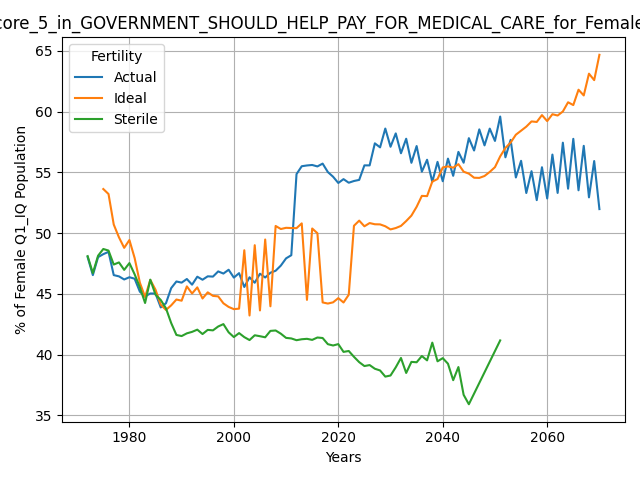 core_5_in_GOVERNMENT_SHOULD_HELP_PAY_FOR_MEDICAL_CARE_for_Female
65
60
55
50
45
40
35
% of Female Q1_IQ Population
Fertility
Actual
Ideal
Sterile
1980
2000
2020
2040
2060
Years